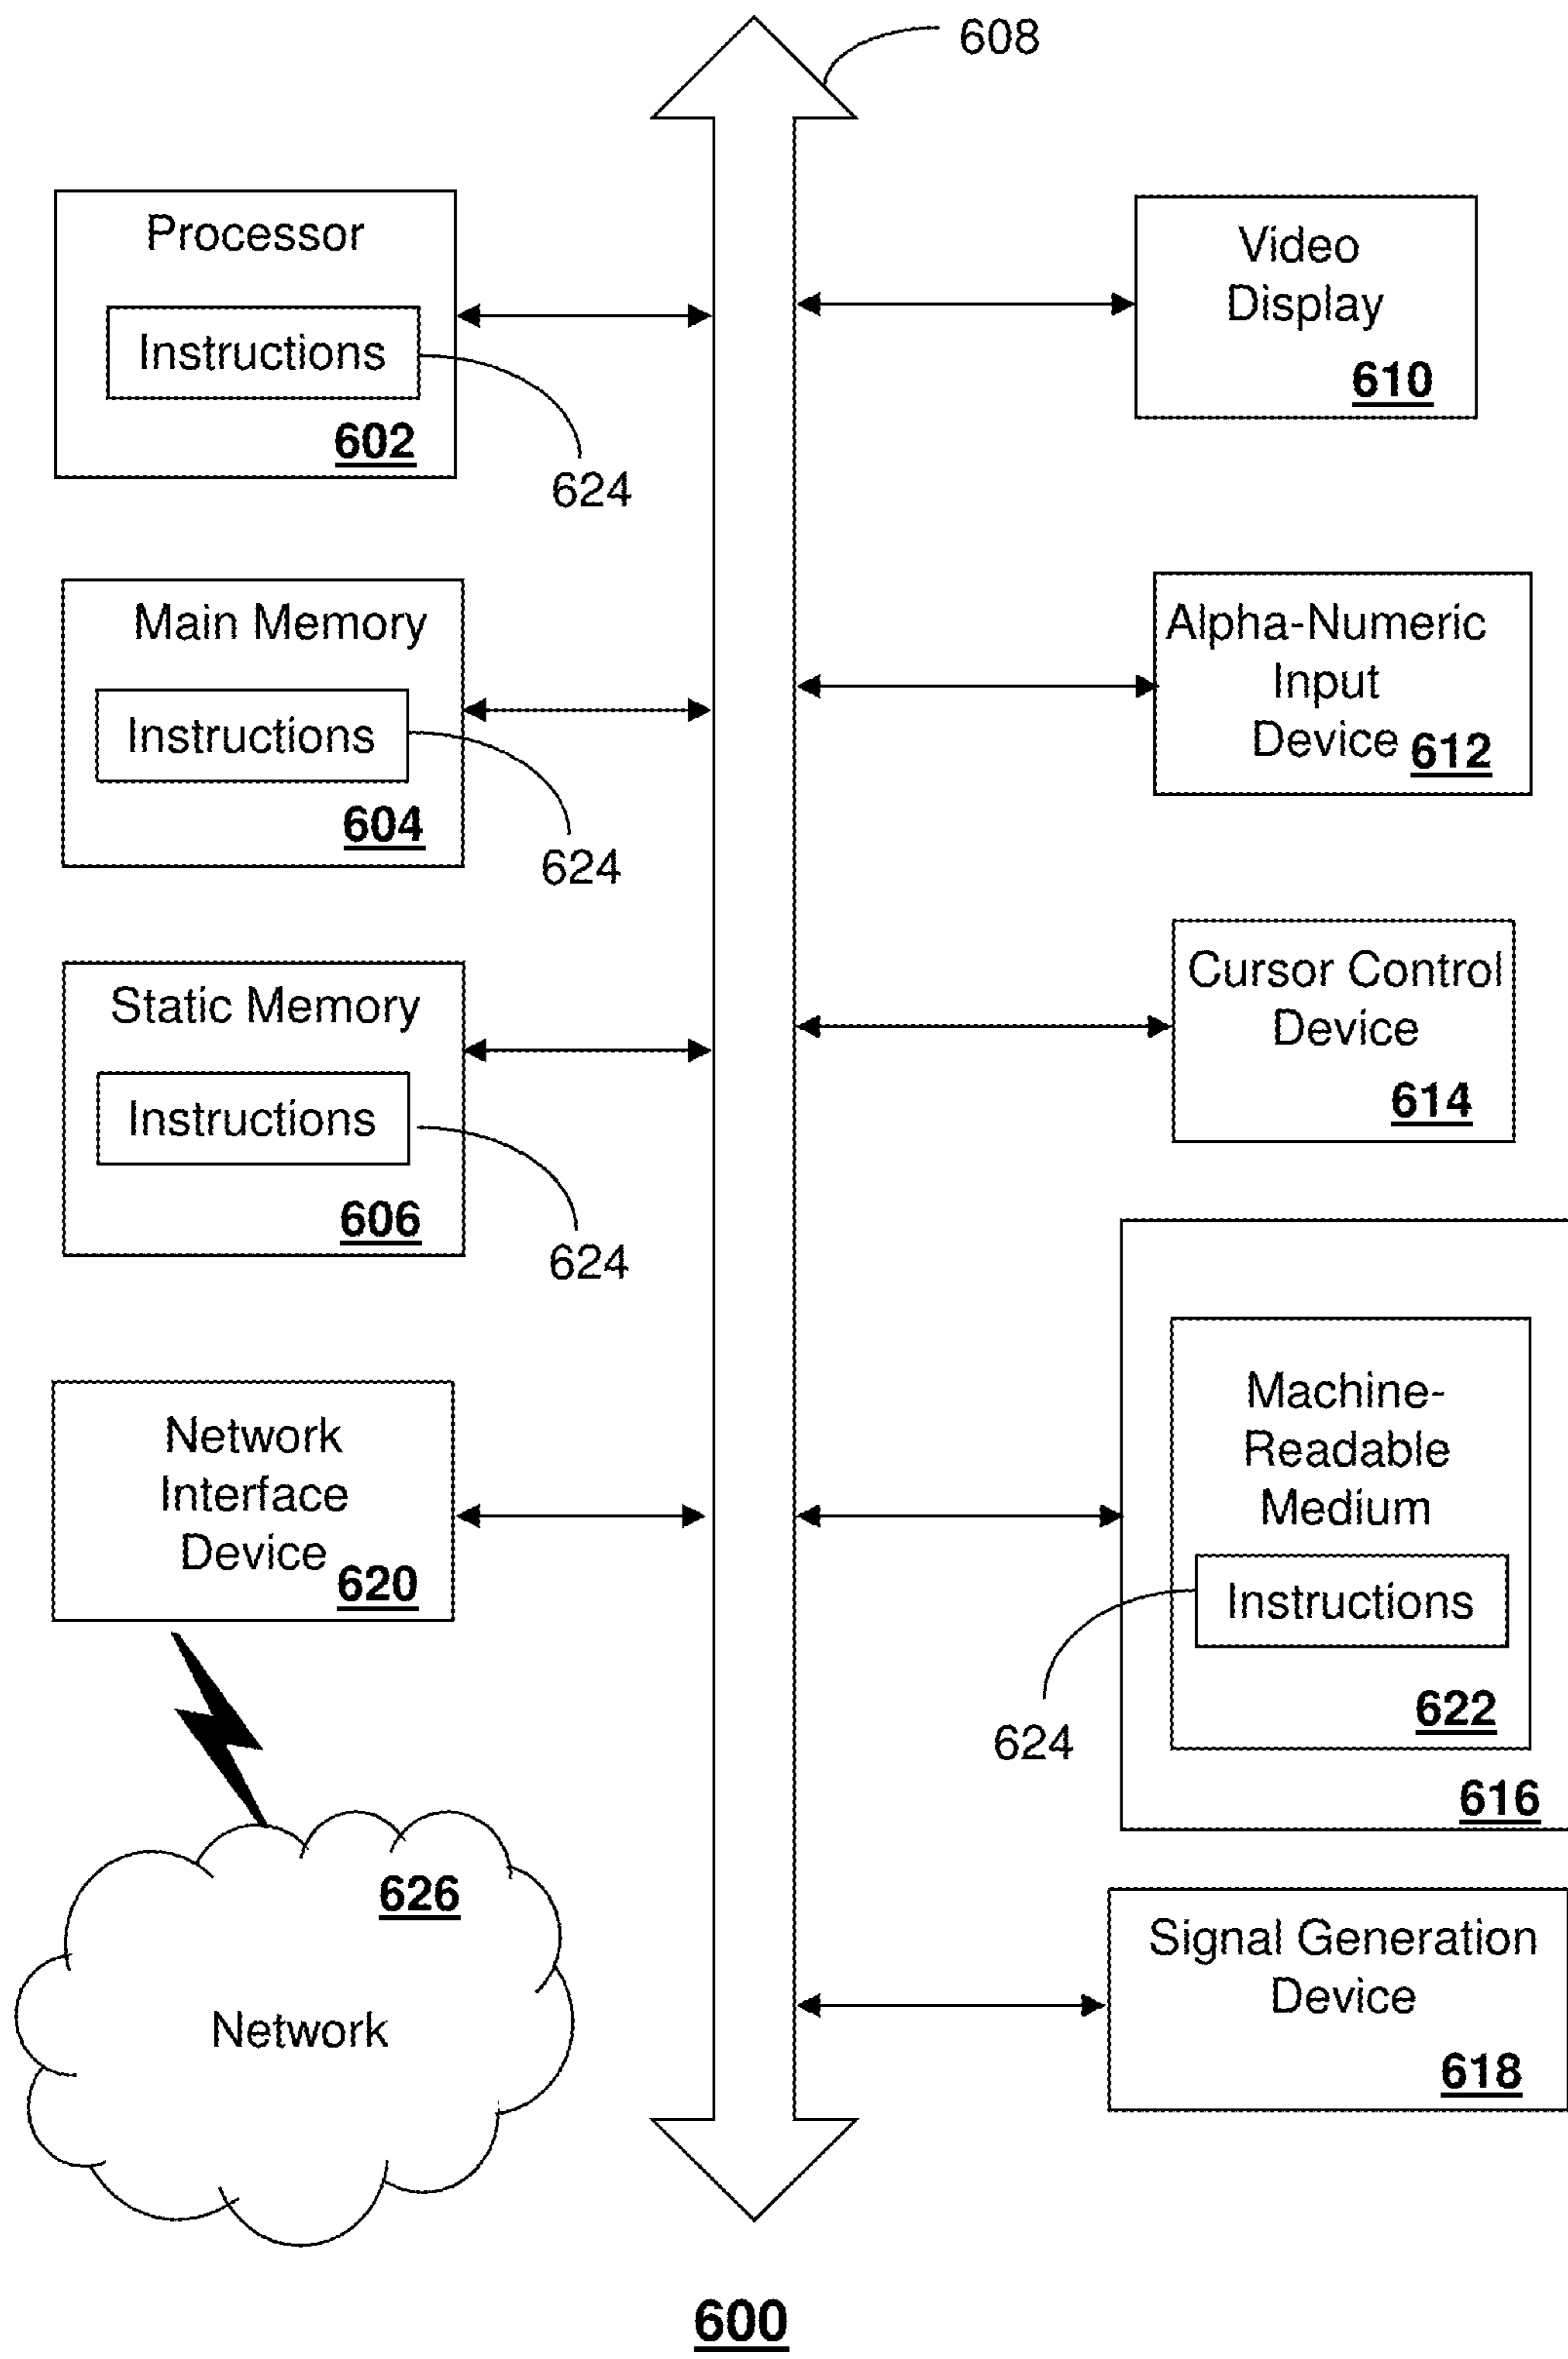 608
Processor
Instructions
602
624
Video
Display
610
Main Memory
Instructions
604
624
Alpha-Numeric
Input
Device 612
Static Memory
Instructions
606
624
Cursor Control
Device
614
Network
Interface
Device 620
Machine-
Readable
Medium
Instructions
622
624
616
626
Network
Signal Generation
Device
618
600